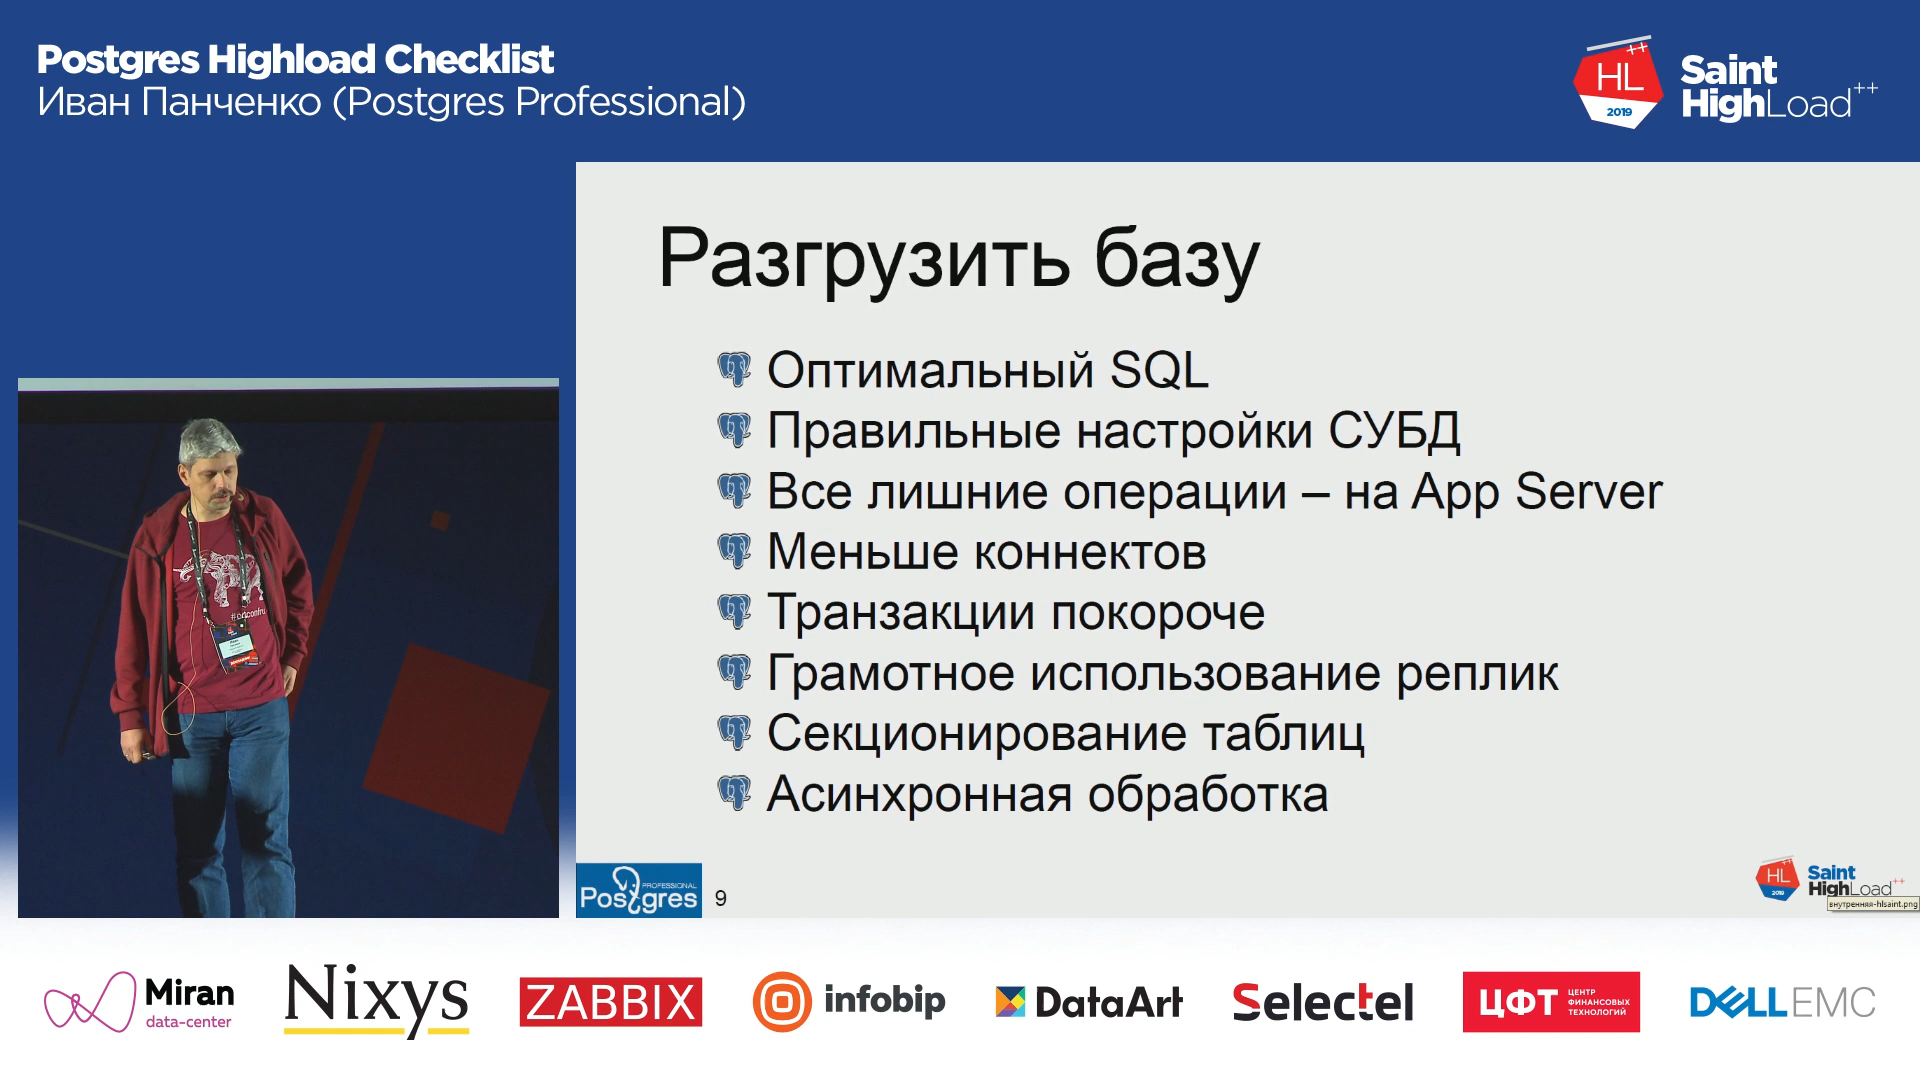 Postgres Highload Checklist
Иван Панченко (Postgres Professional)
HL++
2019
Saint
HighLoad++
Разгрузить базу
Оптимальный SQL
Правильные настройки СУБД
Все лишние операции – на App Server
Меньше коннектов
Транзакции покороче
Грамотное использование реплик
Секционирование таблиц
Асинхронная обработка
PROFESSIONAL
Postgres
9
HL++
2019
Saint
HighLoad++
внутренняя-hlsaint.png
Miran
data-center
Nixys
ZABBIX
infobip
DataArt
Selectel
ЦФТ
ЦЕНТР
ФИНАНСОВЫХ
ТЕХНОЛОГИЙ
DELL EMC